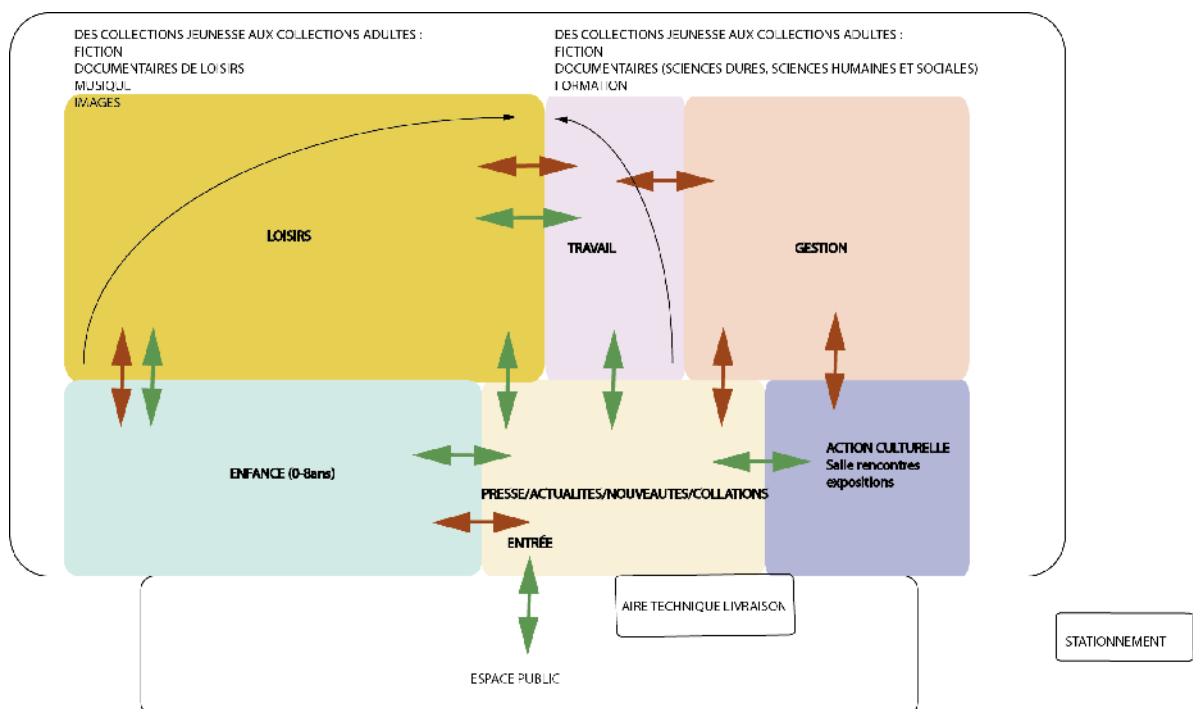 DES COLLECTIONS JEUNESSE AUX COLLECTIONS ADULTES :
FICTION
DOCUMENTAIRES DE LOISIRS
MUSIQUE
IMAGES
DES COLLECTIONS JEUNESSE AUX COLLECTIONS ADULTES :
FICTION
DOCUMENTAIRES (SCIENCES DURES, SCIENCES HUMAINES ET SOCIALES)
FORMATION
LOISIRS
TRAVAIL
GESTION
ENFANCE (0-8ans)
PRESSE/ACTUALITES/NOUVEAUTES/COLLATIONS
ENTRÉE
ACTION CULTURELLE
Salle rencontres
expositions
AIRE TECHNIQUE LIVRAISON
STATIONNEMENT
ESPACE PUBLIC